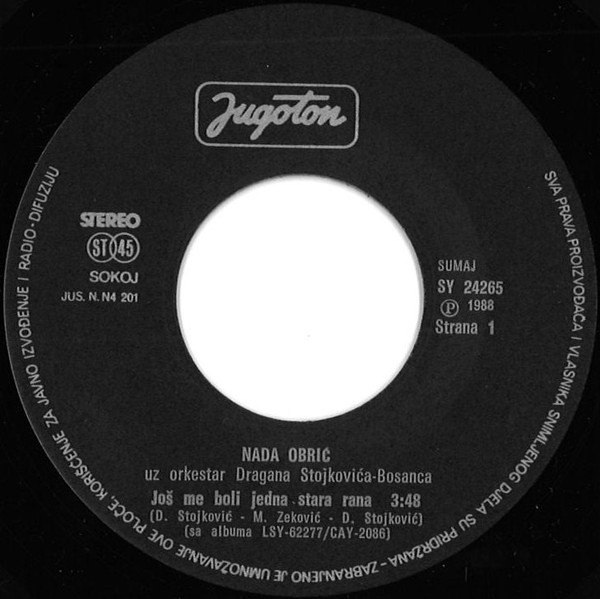 Jugoton
STEREO
ST 45
SOKOJ
JUS. N. N4 201
SUMAJ
SY 24265
Ⓟ 1988
Strana 1
NADA OBRIĆ
uz orkestar Dragana Stojkovića-Bosanca
Još me boli jedna stara rana 3:48
(D. Stojković - M. Zeković - D. Stojković)
(sa albuma LSY-62277/CAY-2086)
SVA PRAVA PROIZVOĐAČA I VLASNIKA SNIMLJENOG DJELA SU PRIDRŽANA - ZABRANJENO JE UMNOŽAVANJE OVE PLOČE, KORIŠĆENJE ZA JAVNO IZVOĐENJE I RADIO-DIFUZIJU